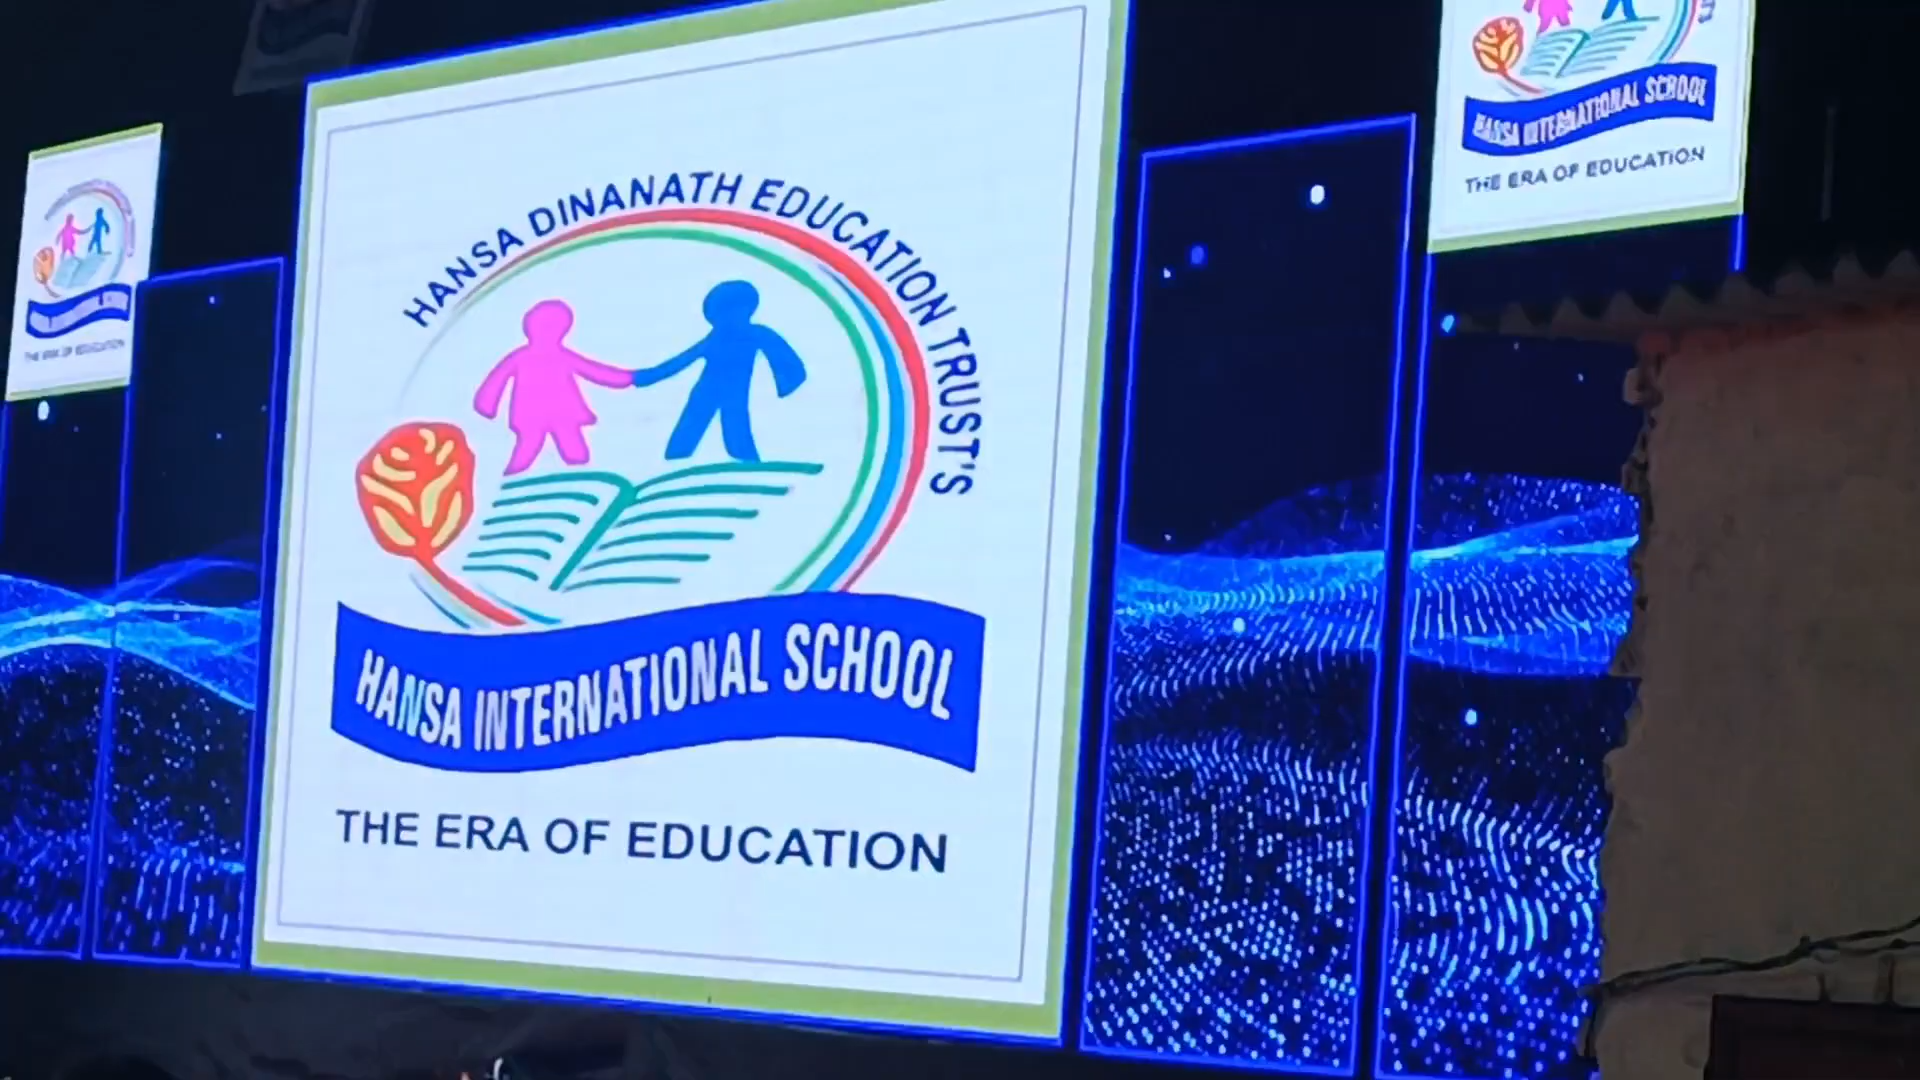 HANSA DINANATH EDUCATION TRUST'S
HANSA INTERNATIONAL SCHOOL
THE ERA OF EDUCATION
HANSA INTERNATIONAL SCHOOL
THE ERA OF EDUCATION
THE ERA OF EDUCATION